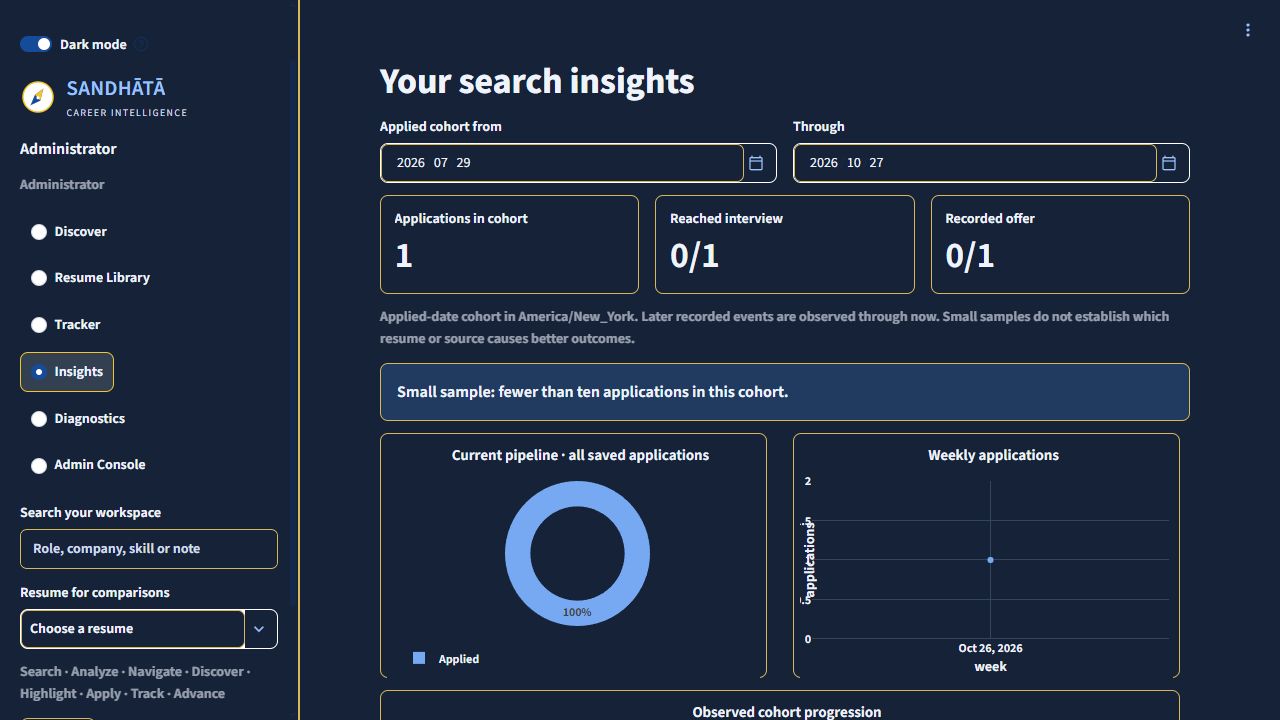 Dark mode
SANDHĀTĀ
CAREER INTELLIGENCE
Administrator
Administrator
Discover
Resume Library
Tracker
Insights
Diagnostics
Admin Console
Search your workspace
Role, company, skill or note
Resume for comparisons
Choose a resume
Search · Analyze · Navigate · Discover ·
Highlight · Apply · Track · Advance
Your search insights
Applied cohort from
2026 07 29
Through
2026 10 27
Applications in cohort
1
Reached interview
0/1
Recorded offer
0/1
Applied-date cohort in America/New_York. Later recorded events are observed through now. Small samples do not establish which
resume or source causes better outcomes.
Small sample: fewer than ten applications in this cohort.
Current pipeline · all saved applications
100%
Applied
Weekly applications
2
applications
0
Oct 26, 2026
week
Observed cohort progression